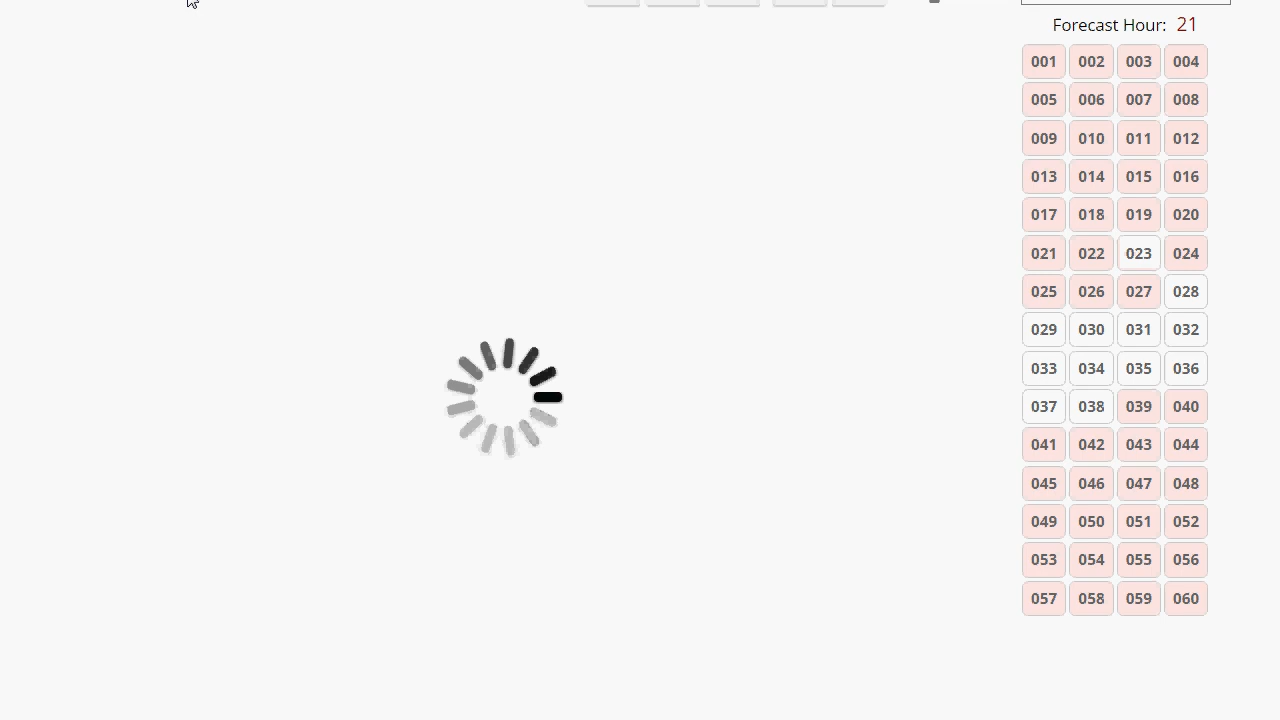 Forecast Hour: 21
001 002 003 004
005 006 007 008
009 010 011 012
013 014 015 016
017 018 019 020
021 022 023 024
025 026 027 028
029 030 031 032
033 034 035 036
037 038 039 040
041 042 043 044
045 046 047 048
049 050 051 052
053 054 055 056
057 058 059 060